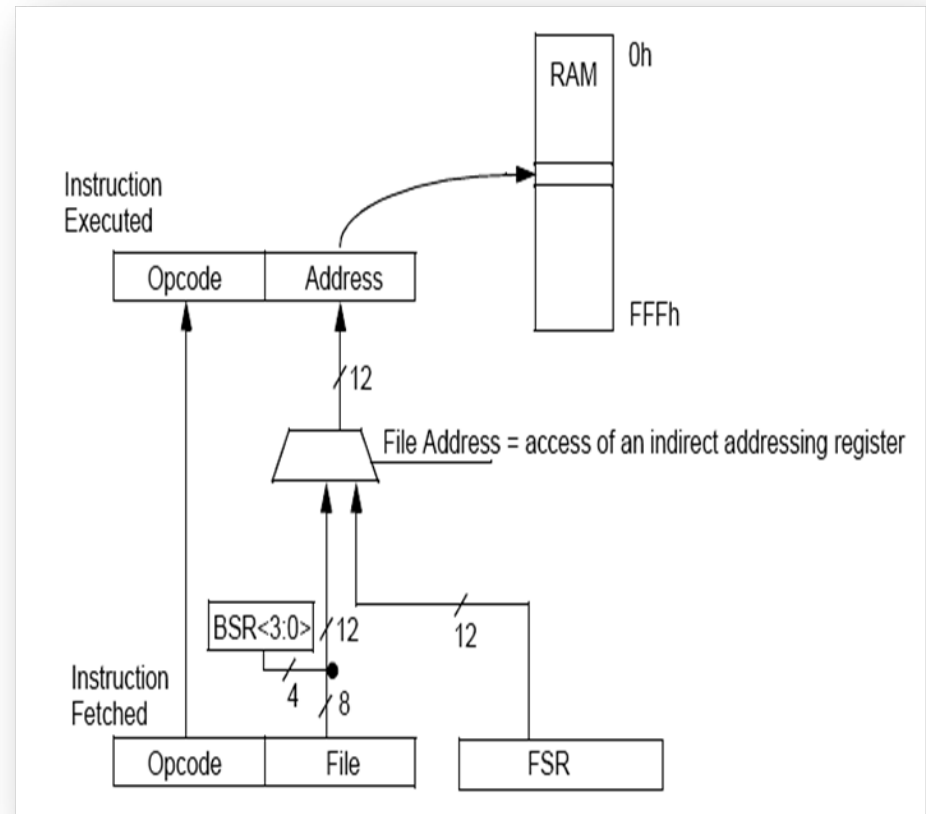 RAM
0h
Instruction
Executed
Opcode
Address
FFFh
12
File Address = access of an indirect addressing register
BSR<3:0>
12
12
4
8
Instruction
Fetched
Opcode
File
FSR